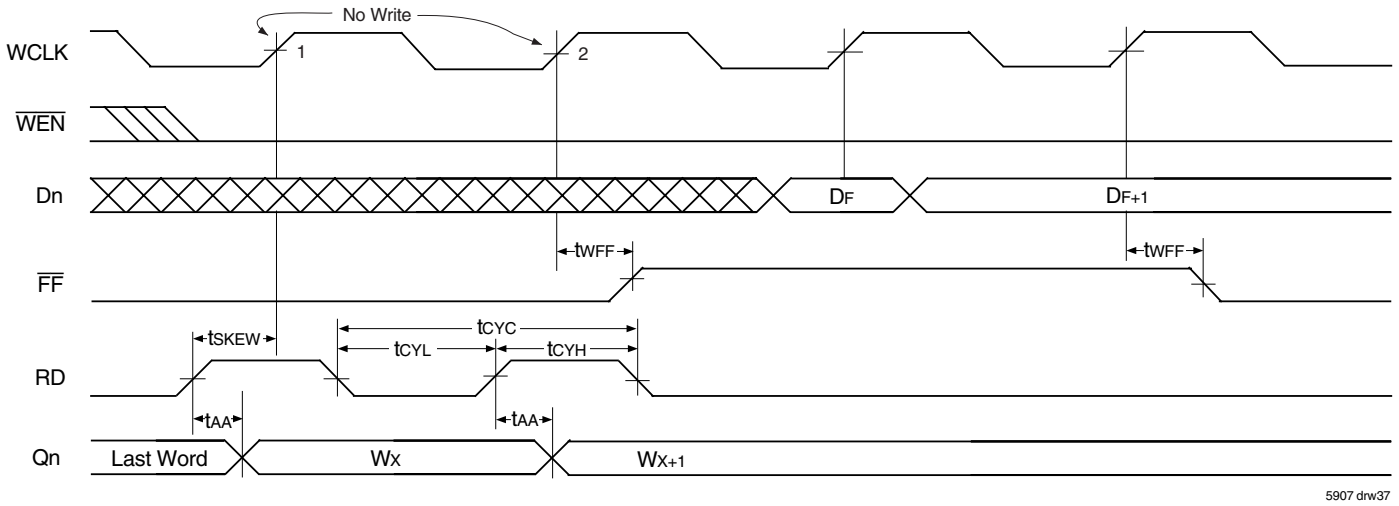 No Write
WCLK
1
2
WEN
Dn
DF
DF+1
tWFF
tWFF
FF
tCYC
tSKEW
tCYL
tCYH
RD
tAA
tAA
Qn
Last Word
WX
WX+1
5907 drw37